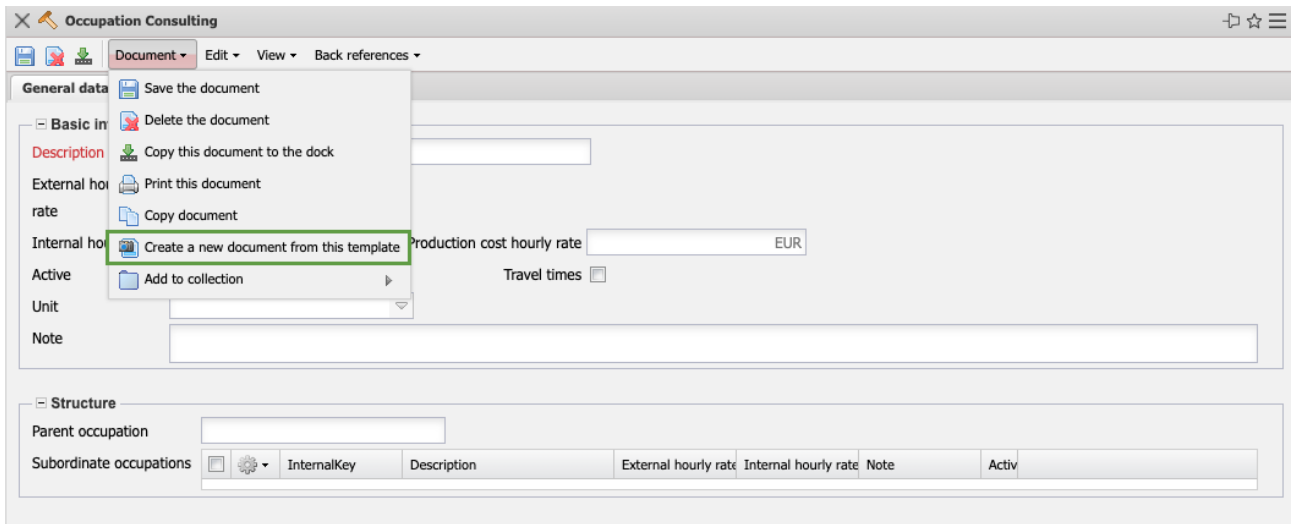 Occupation Consulting
Document Edit View Back references
General data
Save the document
Basic in
Delete the document
Description
Copy this document to the dock
External hou
Print this document
rate
Copy document
Internal hou
Create a new document from this template
Production cost hourly rate EUR
Active
Add to collection
Travel times
Unit
Note
Structure
Parent occupation
Subordinate occupations InternalKey Description External hourly rate Internal hourly rate Note Activ